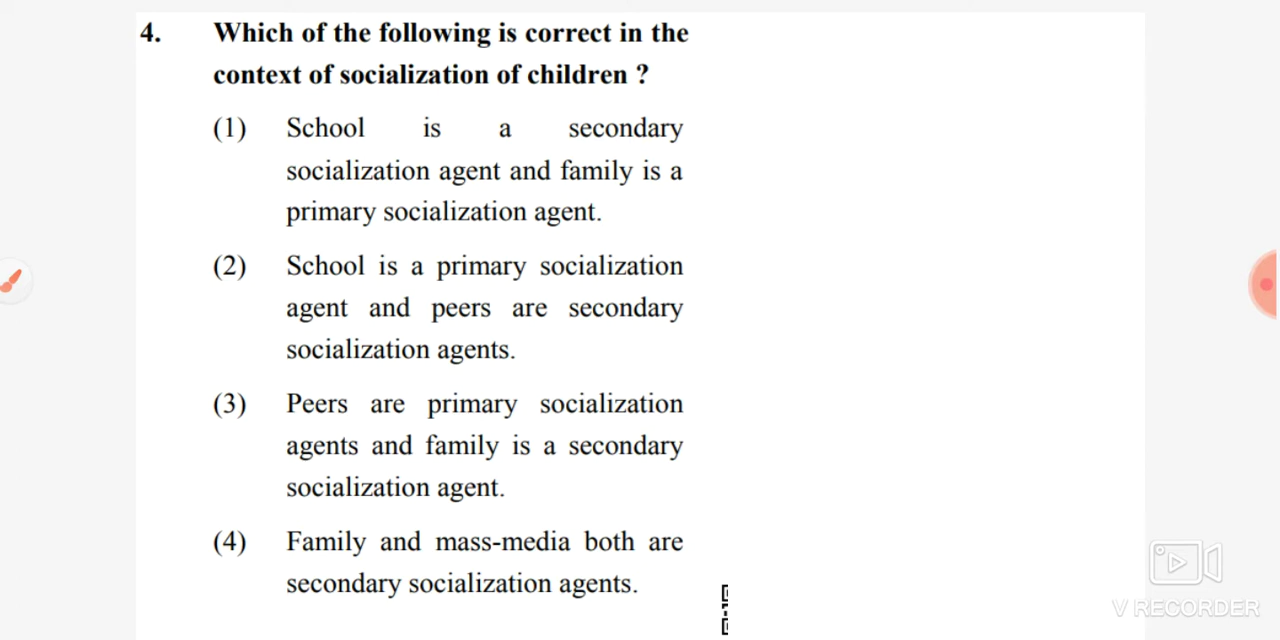 4. Which of the following is correct in the
context of socialization of children ?
(1) School is a secondary
socialization agent and family is a
primary socialization agent.
(2) School is a primary socialization
agent and peers are secondary
socialization agents.
(3) Peers are primary socialization
agents and family is a secondary
socialization agent.
(4) Family and mass-media both are
secondary socialization agents.
V RECORDER